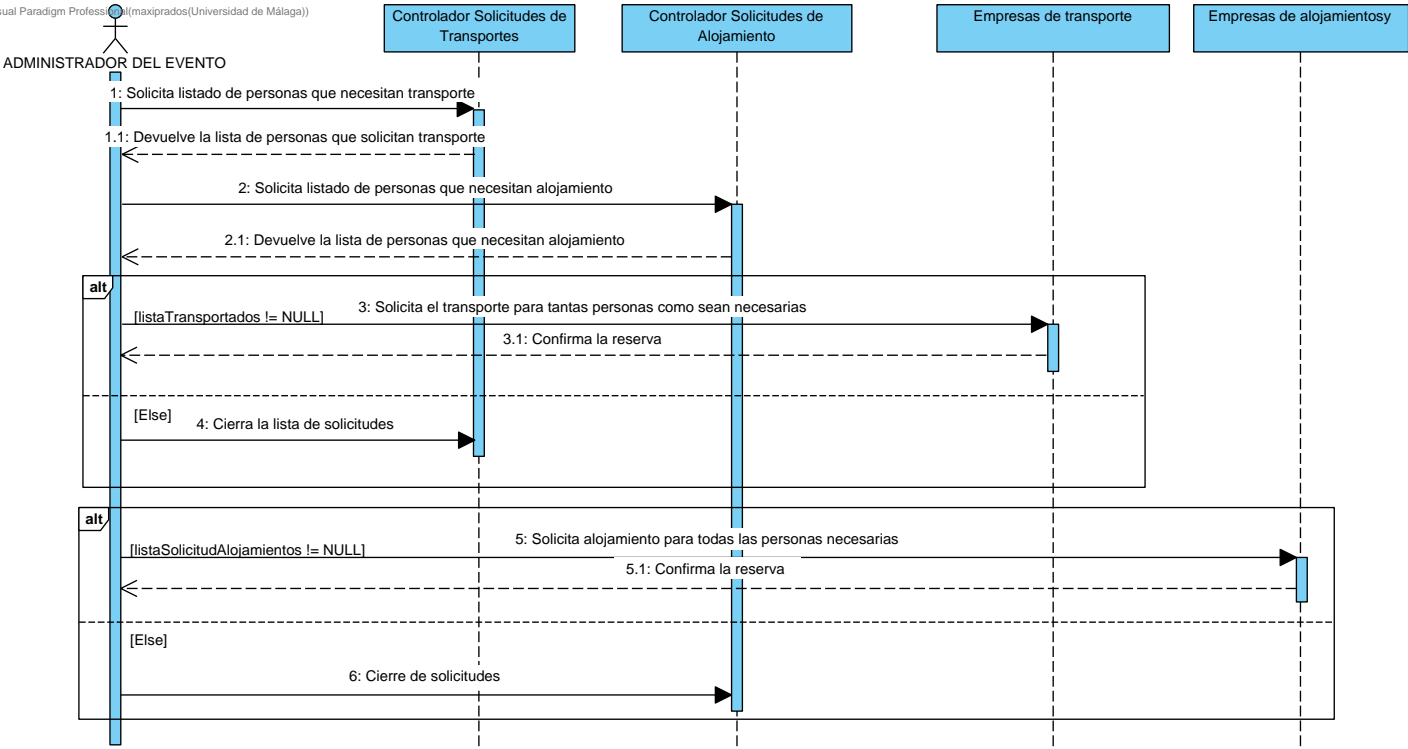 sual Paradigm Professional(maxiprados(Universidad de Málaga))
Controlador Solicitudes de
Transportes
Controlador Solicitudes de
Alojamiento
Empresas de transporte
Empresas de alojamientosy
ADMINISTRADOR DEL EVENTO
1: Solicita listado de personas que necesitan transporte
1.1: Devuelve la lista de personas que solicitan transporte
2: Solicita listado de personas que necesitan alojamiento
2.1: Devuelve la lista de personas que necesitan alojamiento
alt
3: Solicita el transporte para tantas personas como sean necesarias
[listaTransportados != NULL]
3.1: Confirma la reserva
[Else]
4: Cierra la lista de solicitudes
alt
5: Solicita alojamiento para todas las personas necesarias
[listaSolicitudAlojamientos != NULL]
5.1: Confirma la reserva
[Else]
6: Cierre de solicitudes